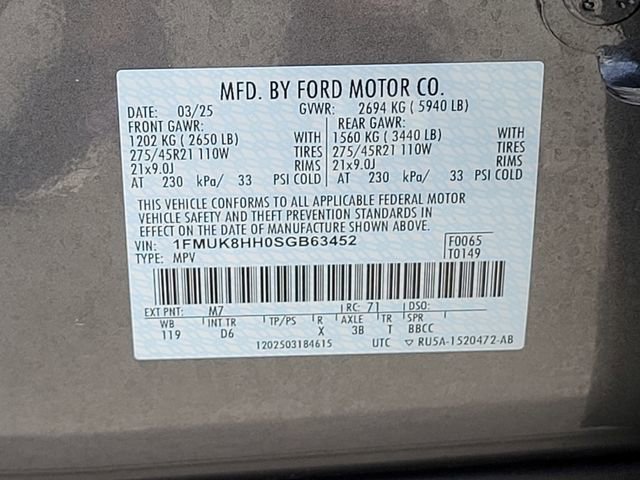 MFD. BY FORD MOTOR CO.
DATE: 03/25 GVWR: 2694 KG ( 5940 LB)
FRONT GAWR: REAR GAWR:
1202 KG ( 2650 LB) WITH 1560 KG ( 3440 LB) WITH
275/45R21 110W TIRES 275/45R21 110W TIRES
21x9.0J RIMS 21x9.0J RIMS
AT 230 kPa/ 33 PSI COLD AT 230 kPa/ 33 PSI COLD
THIS VEHICLE CONFORMS TO ALL APPLICABLE FEDERAL MOTOR
VEHICLE SAFETY AND THEFT PREVENTION STANDARDS IN
EFFECT ON THE DATE OF MANUFACTURE SHOWN ABOVE.
VIN: 1FMUK8HH0SGB63452 F0065
TYPE: MPV T0149
EXT PNT: M7 RC: 71 DSO:
WB INT TR TP/PS R AXLE TR SPR
119 D6 X 3B T BBCC
1202503184615 UTC ▽ RU5A-1520472-AB